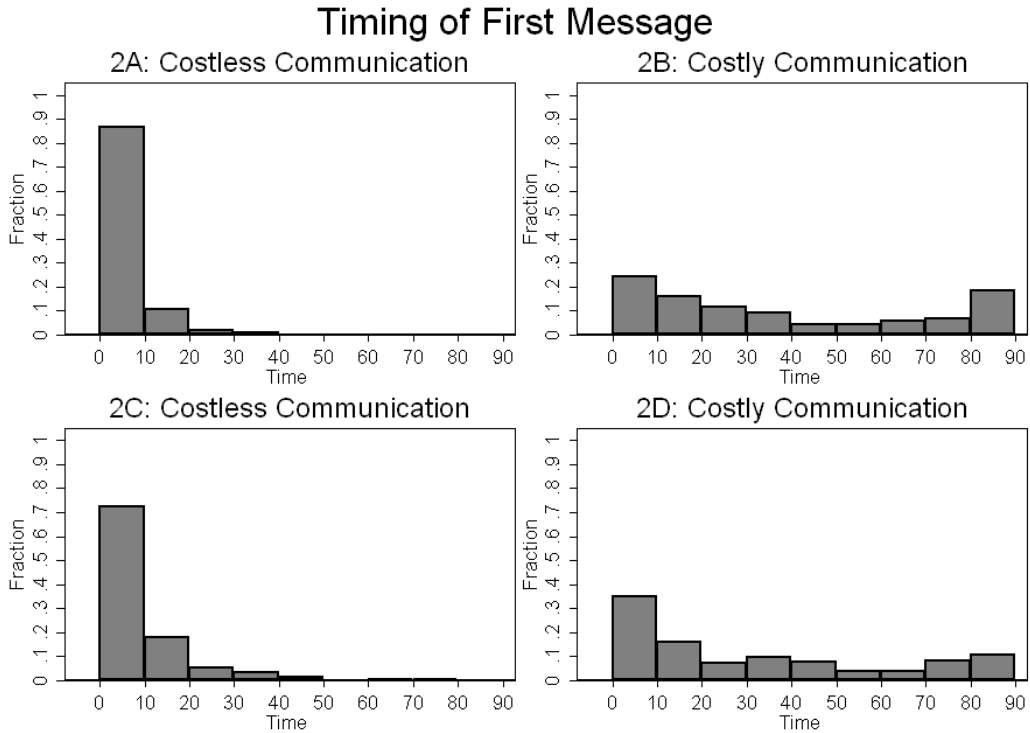 Timing of First Message
2A: Costless Communication
Fraction
1
.9
.8
.7
.6
.5
.4
.3
.2
.1
0
0 10 20 30 40 50 60 70 80 90
Time
2B: Costly Communication
Fraction
1
.9
.8
.7
.6
.5
.4
.3
.2
.1
0
0 10 20 30 40 50 60 70 80 90
Time
2C: Costless Communication
Fraction
1
.9
.8
.7
.6
.5
.4
.3
.2
.1
0
0 10 20 30 40 50 60 70 80 90
Time
2D: Costly Communication
Fraction
1
.9
.8
.7
.6
.5
.4
.3
.2
.1
0
0 10 20 30 40 50 60 70 80 90
Time